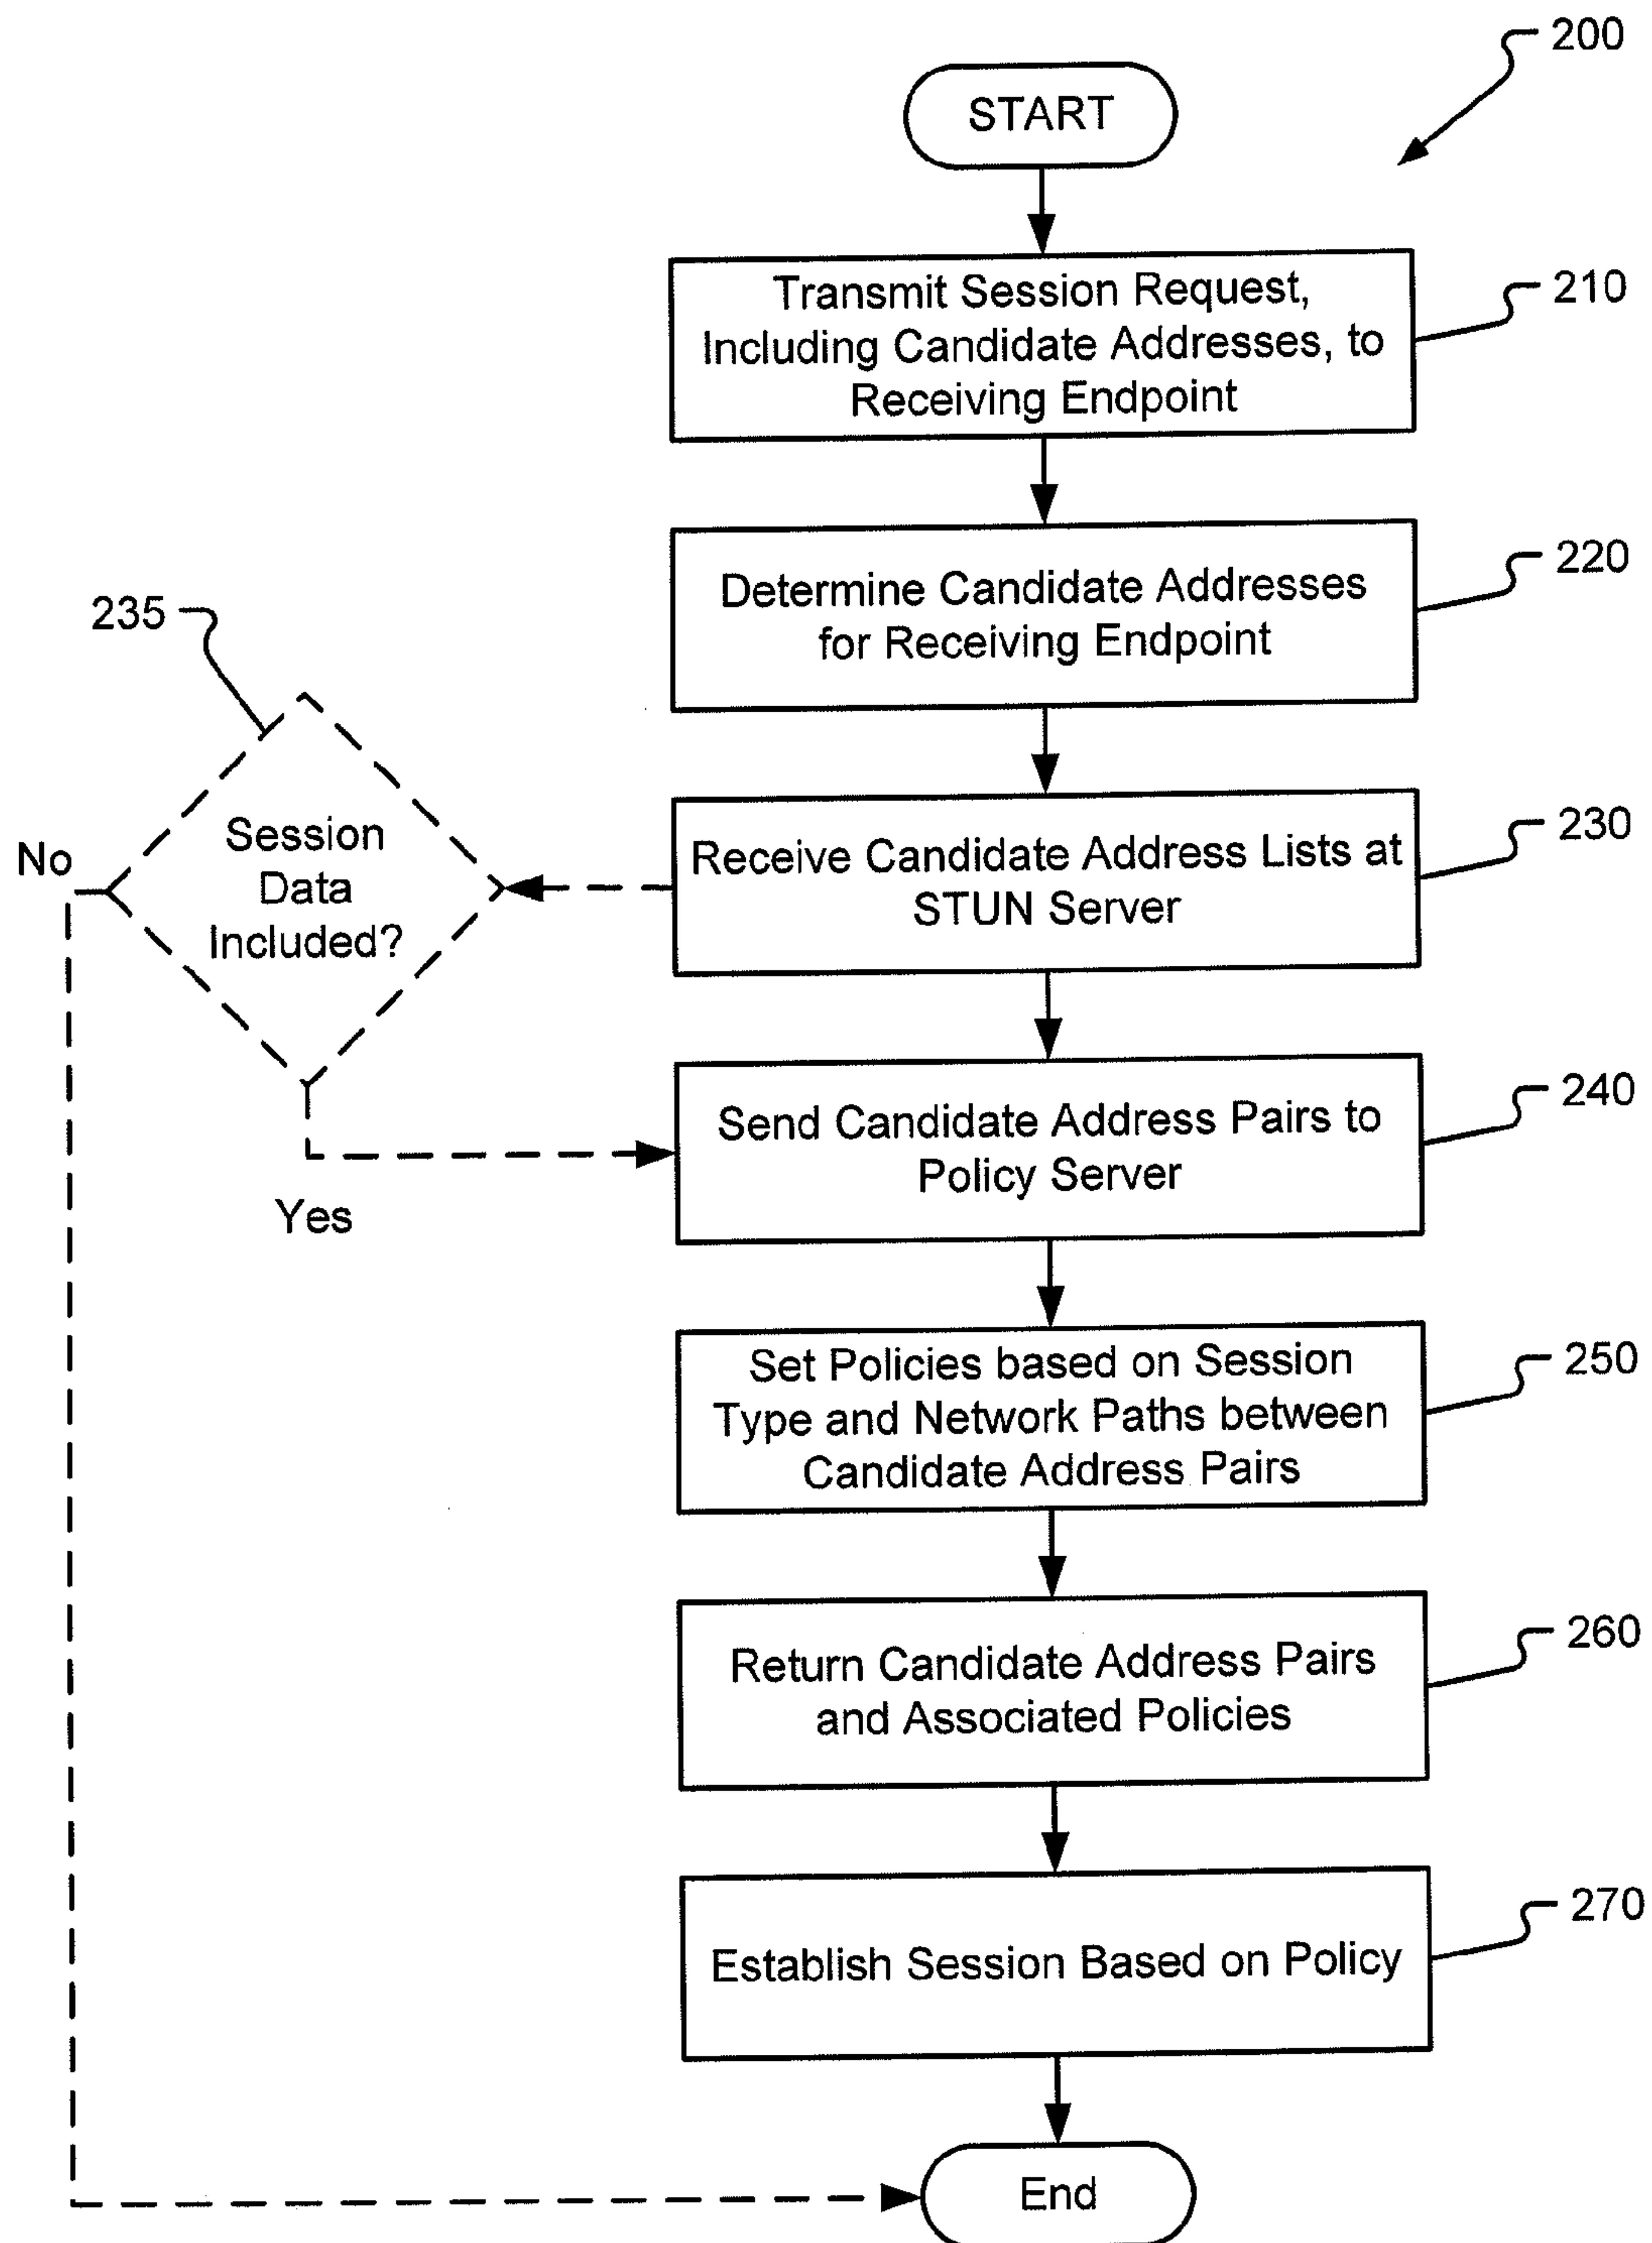 200
START
Transmit Session Request,
Including Candidate Addresses, to
Receiving Endpoint
210
Determine Candidate Addresses
for Receiving Endpoint
220
235
Session
Data
Included?
No
Yes
Receive Candidate Address Lists at
STUN Server
230
Send Candidate Address Pairs to
Policy Server
240
Set Policies based on Session
Type and Network Paths between
Candidate Address Pairs
250
Return Candidate Address Pairs
and Associated Policies
260
Establish Session Based on Policy
270
End